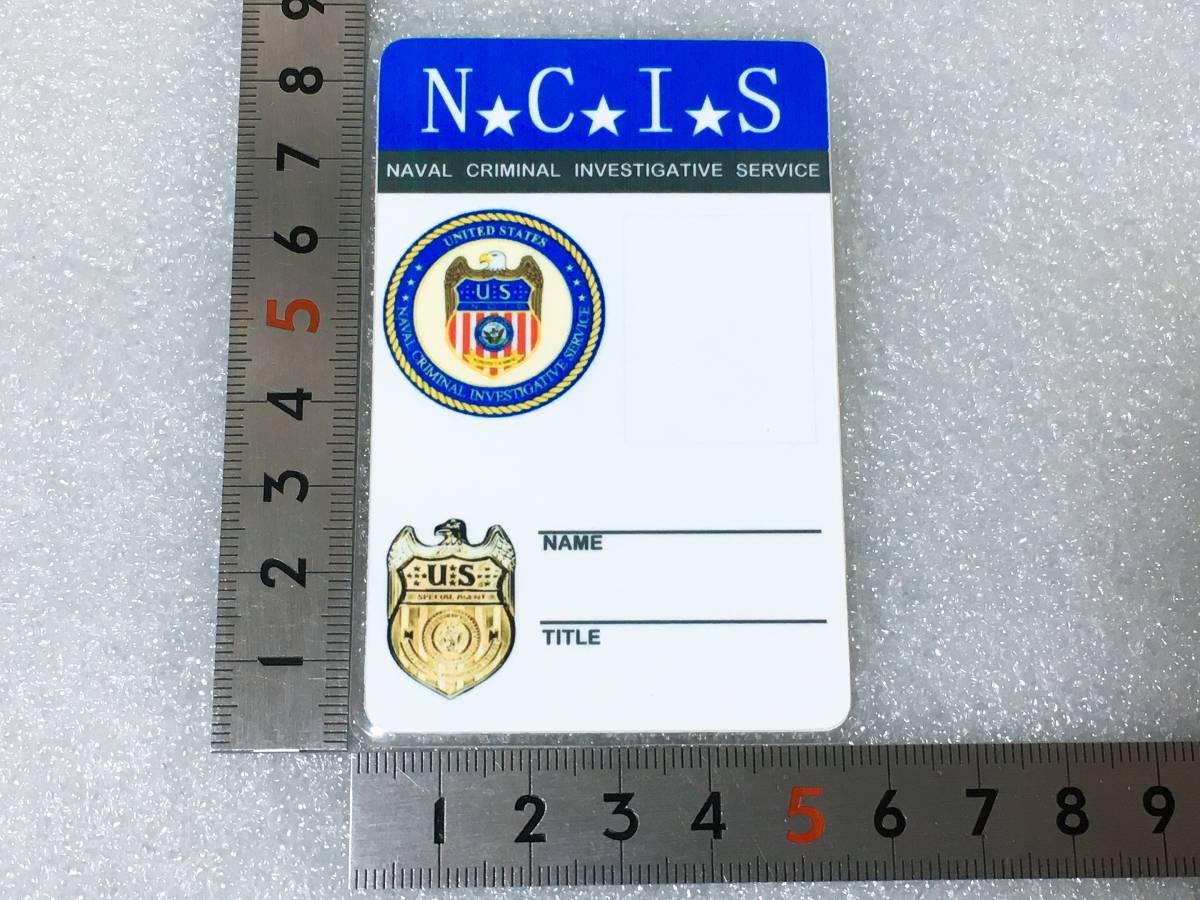 N★C★I★S
NAVAL CRIMINAL INVESTIGATIVE SERVICE
UNITED STATES
US
NAVAL CRIMINAL INVESTIGATIVE SERVICE
NAME
U.S.
SPECIAL AGENT
TITLE
9
8
7
6
5
4
3
2
1
1 2 3 4 5 6 7 8 9